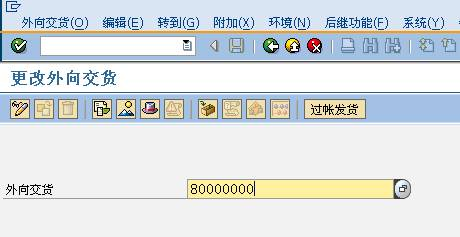 外向交货(O) 编辑(E) 转到(G) 附加(X) 环境(N) 后继功能(F) 系统(Y)
更改外向交货
过帐发货
外向交货 80000000